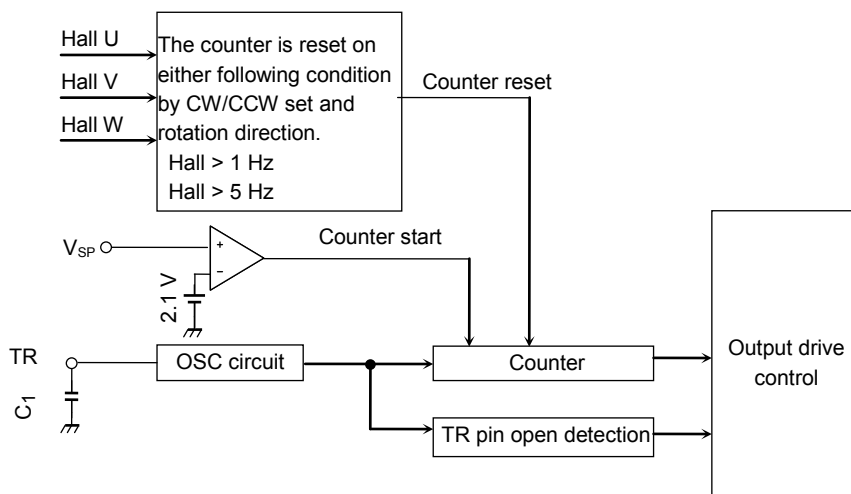 Hall U
Hall V
Hall W
The counter is reset on
either following condition
by CW/CCW set and
rotation direction.
Hall > 1 Hz
Hall > 5 Hz
Counter reset
VSP
+
−
2.1 V
Counter start
TR
C1
OSC circuit
Counter
TR pin open detection
Output drive
control